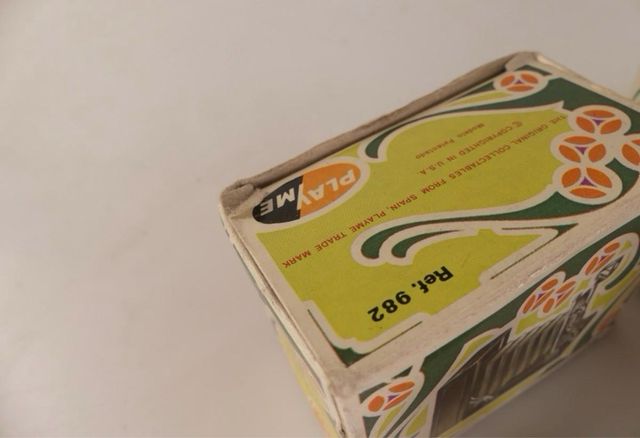 PLAYME
THE ORIGINAL COLLECTABLES FROM SPAIN, PLAYME TRADE MARK
© COPYRIGHTED IN U.S.A
Modelo Patentado
Ref. 982